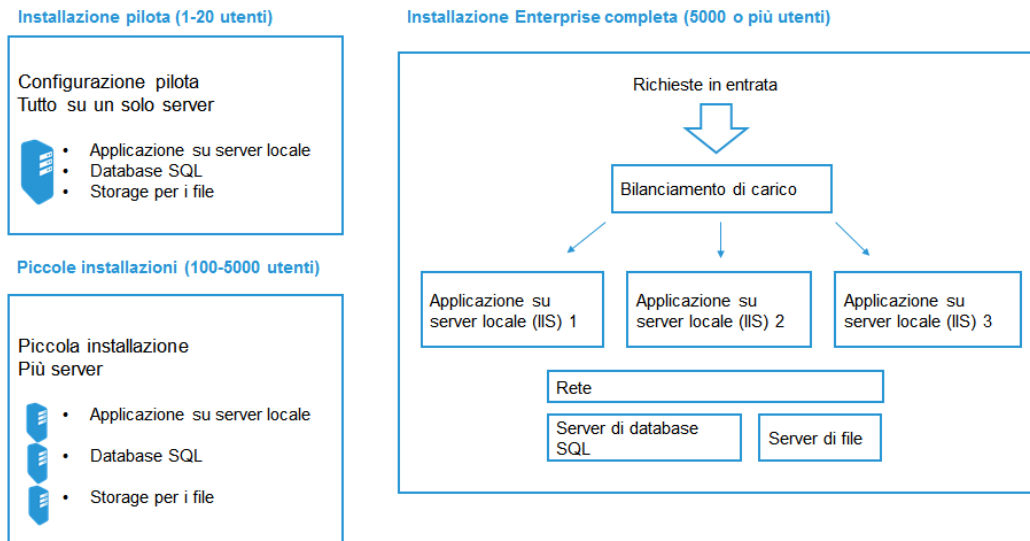 Installazione pilota (1-20 utenti)
Configurazione pilota
Tutto su un solo server
• Applicazione su server locale
• Database SQL
• Storage per i file
Piccole installazioni (100-5000 utenti)
Piccola installazione
Più server
• Applicazione su server locale
• Database SQL
• Storage per i file
Installazione Enterprise completa (5000 o più utenti)
Richieste in entrata
Bilanciamento di carico
Applicazione su
server locale (IIS) 1
Applicazione su
server locale (IIS) 2
Applicazione su
server locale (IIS) 3
Rete
Server di database
SQL
Server di file